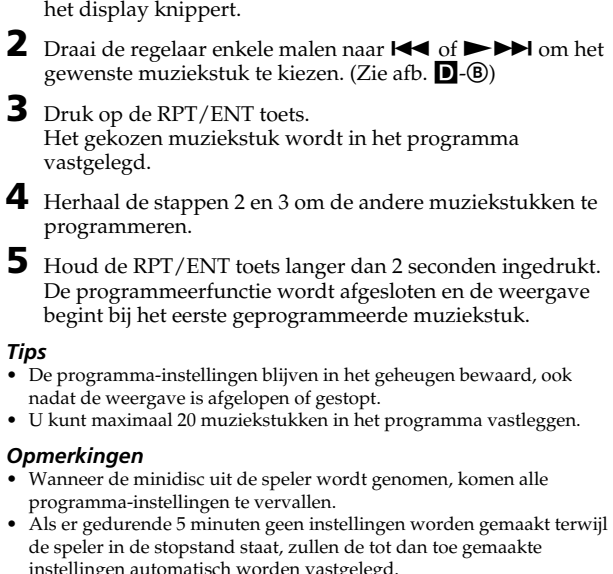 het display knippert.
2 Draai de regelaar enkele malen naar ⏮ of ▶⏭ om het
gewenste muziekstuk te kiezen. (Zie afb. D-Ⓑ)
3 Druk op de RPT/ENT toets.
Het gekozen muziekstuk wordt in het programma
vastgelegd.
4 Herhaal de stappen 2 en 3 om de andere muziekstukken te
programmeren.
5 Houd de RPT/ENT toets langer dan 2 seconden ingedrukt.
De programmeerfunctie wordt afgesloten en de weergave
begint bij het eerste geprogrammeerde muziekstuk.
Tips
• De programma-instellingen blijven in het geheugen bewaard, ook
nadat de weergave is afgelopen of gestopt.
• U kunt maximaal 20 muziekstukken in het programma vastleggen.
Opmerkingen
• Wanneer de minidisc uit de speler wordt genomen, komen alle
programma-instellingen te vervallen.
• Als er gedurende 5 minuten geen instellingen worden gemaakt terwijl
de speler in de stopstand staat, zullen de tot dan toe gemaakte
instellingen automatisch worden vastgelegd.